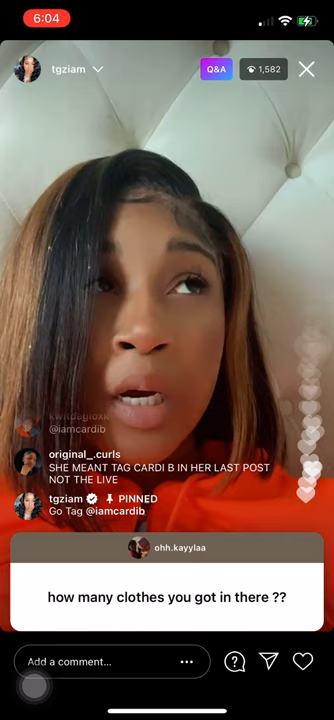 6:04
tgziam
Q&A
1,582
@iamcardib
original_.curls
SHE MEANT TAG CARDI B IN HER LAST POST
NOT THE LIVE
tgziam PINNED
Go Tag @iamcardib
ohh.kayylaa
how many clothes you got in there ??
Add a comment...